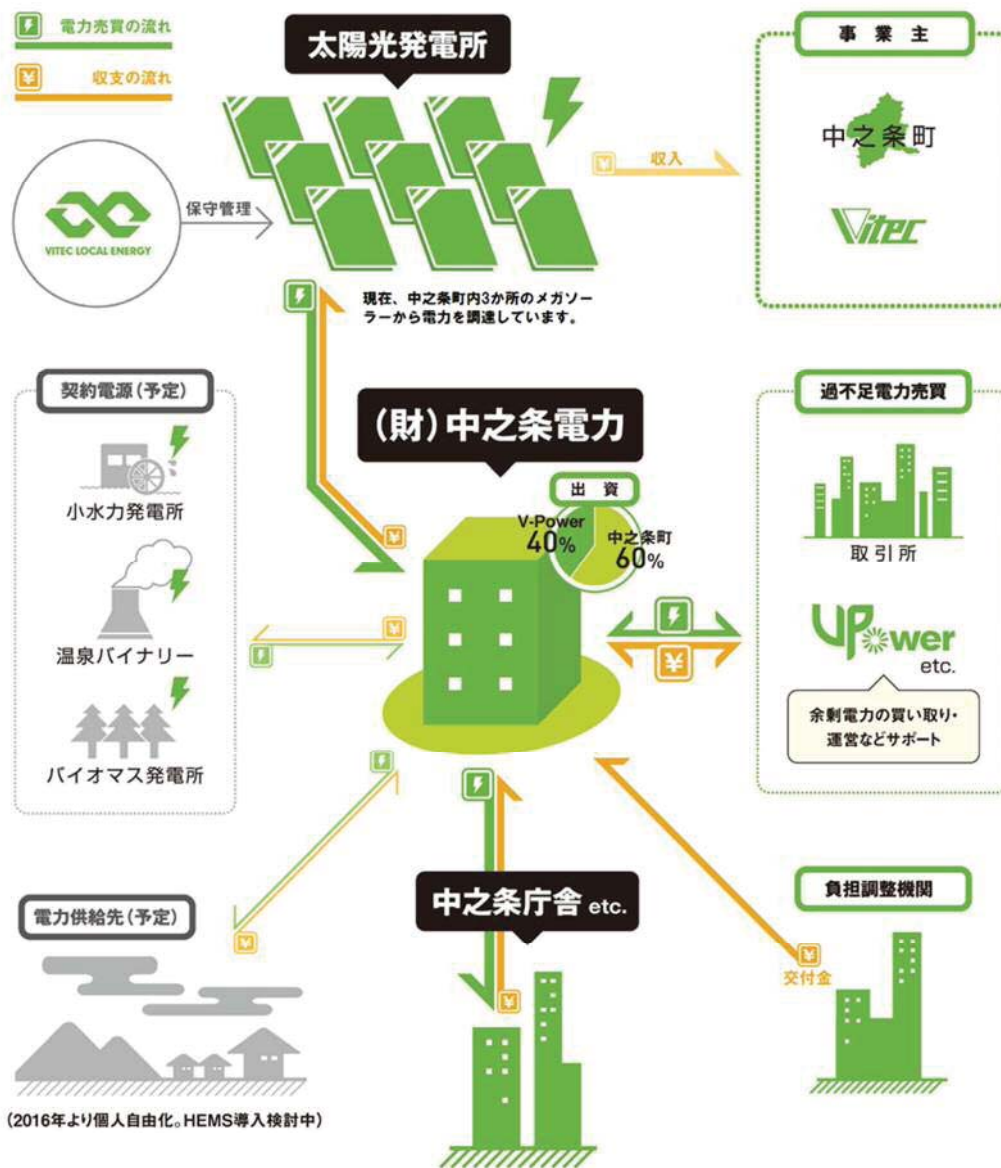 電力売買の流れ
¥ 収支の流れ
太陽光発電所
事業主
中之条町
Vitec
¥ 収入
VITEC LOCAL ENERGY
保守管理
現在、中之条町内3か所のメガソー
ラーから電力を調達しています。
契約電源(予定)
小水力発電所
温泉バイナリー
バイオマス発電所
(財)中之条電力
出資
V-Power
40%
中之条町
60%
¥
¥
¥
過不足電力売買
取引所
VPower
etc.
余剰電力の買い取り・
運営などサポート
電力供給先(予定)
¥
(2016年より個人自由化。HEMS導入検討中)
中之条庁舎 etc.
¥
負担調整機関
¥
交付金